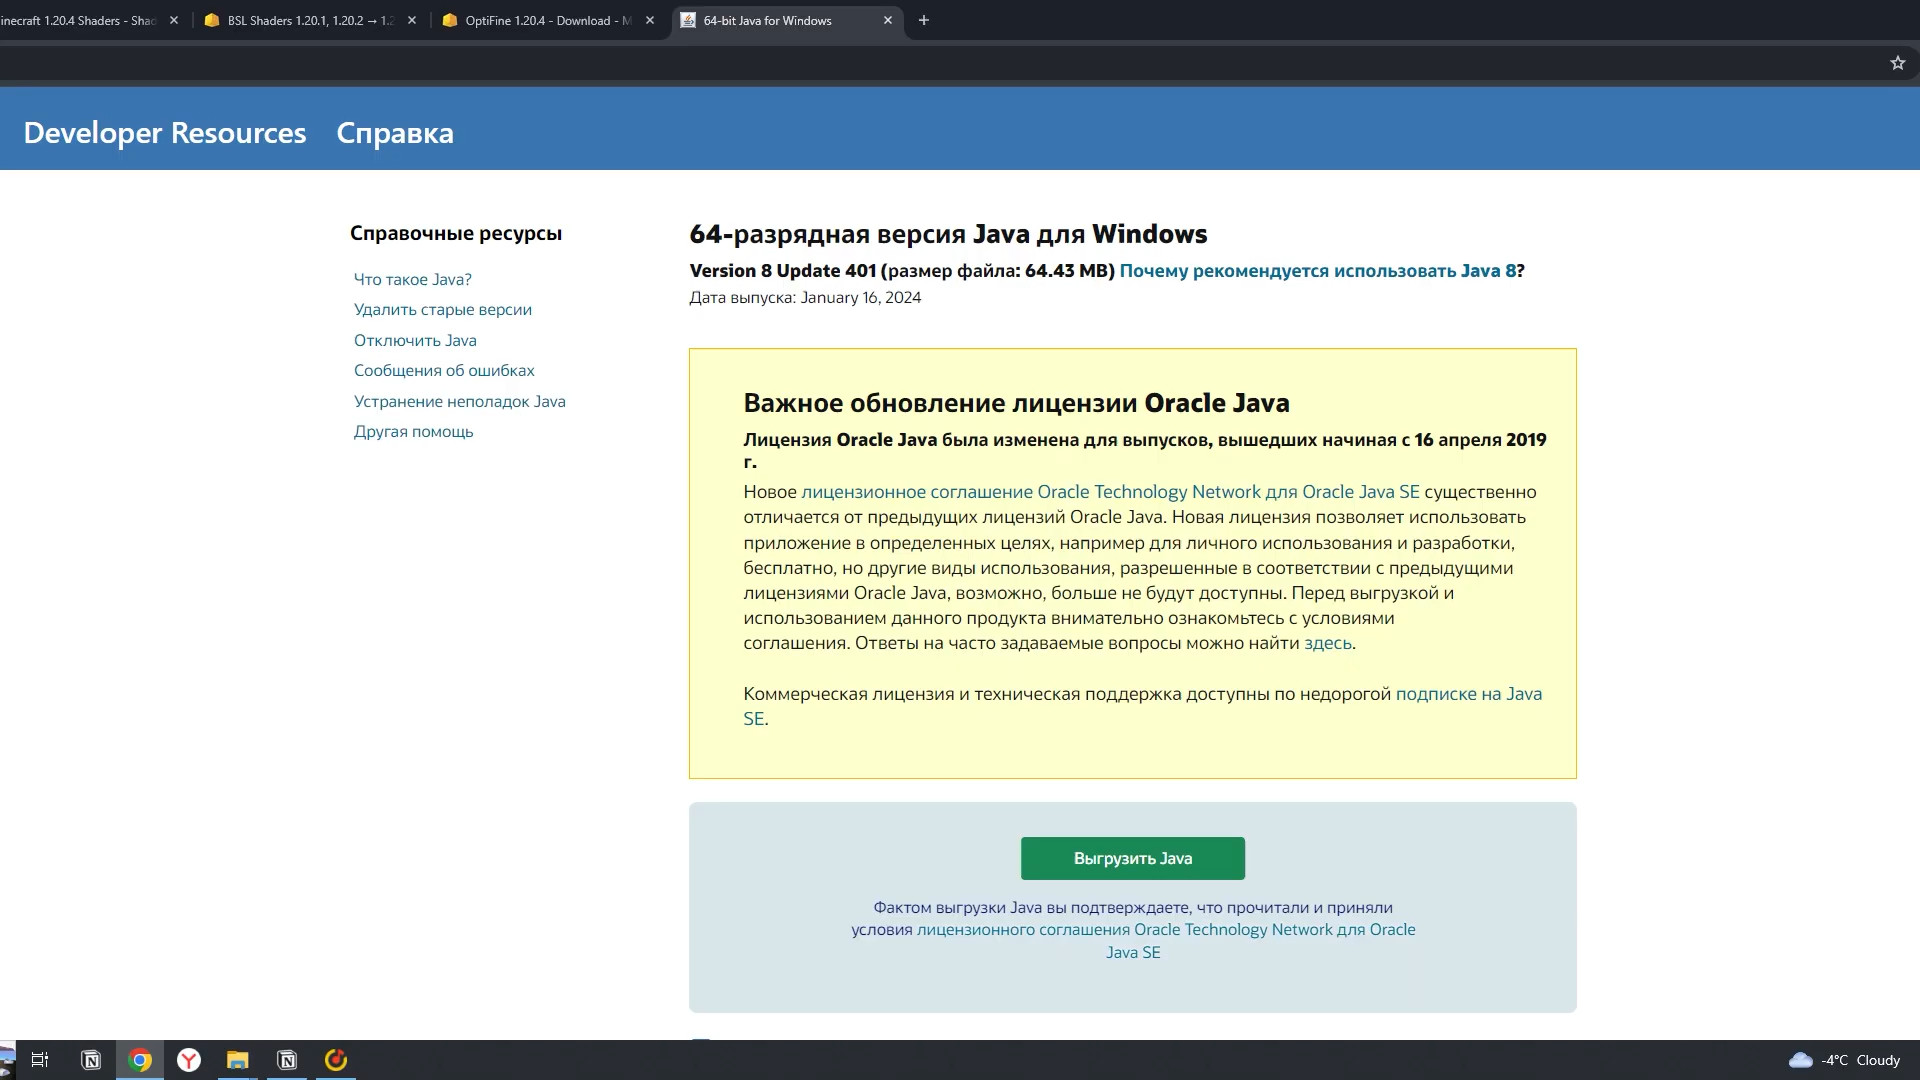 inecraft 1.20.4 Shaders - Shad
BSL Shaders 1.20.1, 1.20.2 → 1.2
OptiFine 1.20.4 - Download - M
64-bit Java for Windows
Developer Resources
Справка
Справочные ресурсы
Что такое Java?
Удалить старые версии
Отключить Java
Сообщения об ошибках
Устранение неполадок Java
Другая помощь
64-разрядная версия Java для Windows
Version 8 Update 401 (размер файла: 64.43 MB) Почему рекомендуется использовать Java 8?
Дата выпуска: January 16, 2024
Важное обновление лицензии Oracle Java
Лицензия Oracle Java была изменена для выпусков, вышедших начиная с 16 апреля 2019
г.
Новое лицензионное соглашение Oracle Technology Network для Oracle Java SE существенно
отличается от предыдущих лицензий Oracle Java. Новая лицензия позволяет использовать
приложение в определенных целях, например для личного использования и разработки,
бесплатно, но другие виды использования, разрешенные в соответствии с предыдущими
лицензиями Oracle Java, возможно, больше не будут доступны. Перед выгрузкой и
использованием данного продукта внимательно ознакомьтесь с условиями
соглашения. Ответы на часто задаваемые вопросы можно найти здесь.
Коммерческая лицензия и техническая поддержка доступны по недорогой подписке на Java
SE.
Выгрузить Java
Фактом выгрузки Java вы подтверждаете, что прочитали и приняли
условия лицензионного соглашения Oracle Technology Network для Oracle
Java SE
-4°C Cloudy